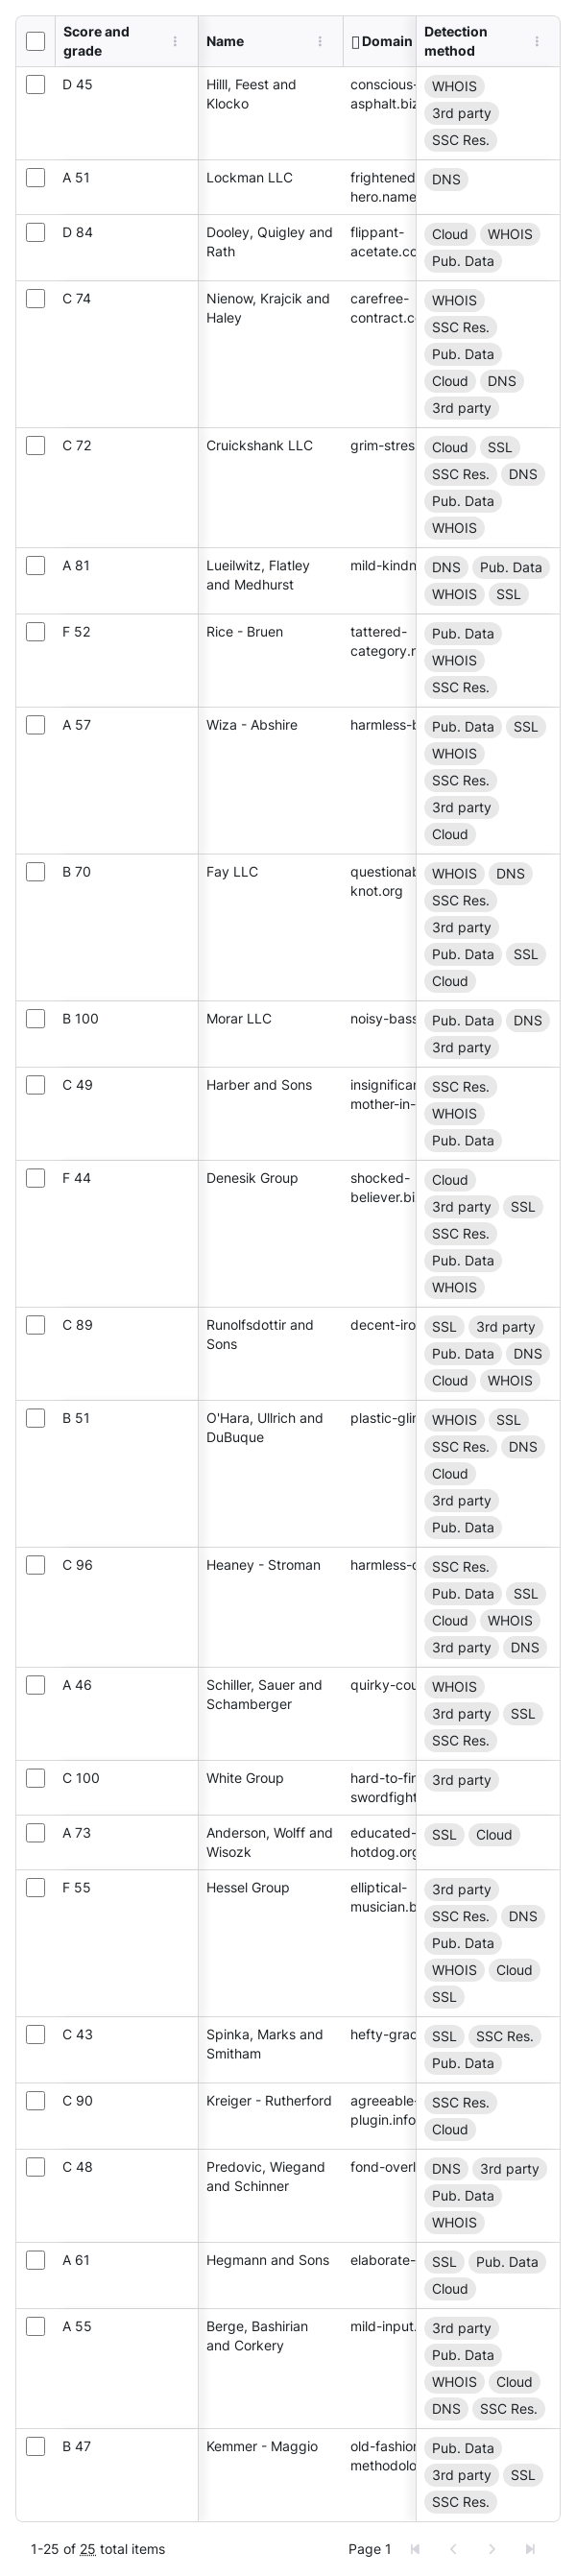 Score and grade Name Domain Detection method
D 45 Hilll, Feest and Klocko conscious-asphalt.biz WHOIS 3rd party SSC Res.
A 51 Lockman LLC frightened hero.name DNS
D 84 Dooley, Quigley and Rath flippant-acetate.co Cloud WHOIS Pub. Data
C 74 Nienow, Krajcik and Haley carefree-contract.c WHOIS SSC Res. Pub. Data Cloud DNS 3rd party
C 72 Cruickshank LLC grim-stres Cloud SSL SSC Res. DNS Pub. Data WHOIS
A 81 Lueilwitz, Flatley and Medhurst mild-kindn DNS Pub. Data WHOIS SSL
F 52 Rice - Bruen tattered-category.r Pub. Data WHOIS SSC Res.
A 57 Wiza - Abshire harmless-b Pub. Data SSL WHOIS SSC Res. 3rd party Cloud
B 70 Fay LLC questionab knot.org WHOIS DNS SSC Res. 3rd party Pub. Data SSL Cloud
B 100 Morar LLC noisy-bass Pub. Data DNS 3rd party
C 49 Harber and Sons insignifican mother-in- SSC Res. WHOIS Pub. Data
F 44 Denesik Group shocked-believer.bi Cloud 3rd party SSL SSC Res. Pub. Data WHOIS
C 89 Runolfsdottir and Sons decent-iro SSL 3rd party Pub. Data DNS Cloud WHOIS
B 51 O'Hara, Ullrich and DuBuque plastic-glir WHOIS SSL SSC Res. DNS Cloud 3rd party Pub. Data
C 96 Heaney - Stroman harmless-c SSC Res. Pub. Data SSL Cloud WHOIS 3rd party DNS
A 46 Schiller, Sauer and Schamberger quirky-cou WHOIS 3rd party SSL SSC Res.
C 100 White Group hard-to-fin swordfight 3rd party
A 73 Anderson, Wolff and Wisozk educated-hotdog.org SSL Cloud
F 55 Hessel Group elliptical-musician.b 3rd party SSC Res. DNS Pub. Data WHOIS Cloud SSL
C 43 Spinka, Marks and Smitham hefty-grac SSL SSC Res. Pub. Data
C 90 Kreiger - Rutherford agreeable-plugin.info SSC Res. Cloud
C 48 Predovic, Wiegand and Schinner fond-overl DNS 3rd party Pub. Data WHOIS
A 61 Hegmann and Sons elaborate- SSL Pub. Data Cloud
A 55 Berge, Bashirian and Corkery mild-input. 3rd party Pub. Data WHOIS Cloud DNS SSC Res.
B 47 Kemmer - Maggio old-fashion methodolo Pub. Data 3rd party SSL SSC Res.
1-25 of 25 total items Page 1